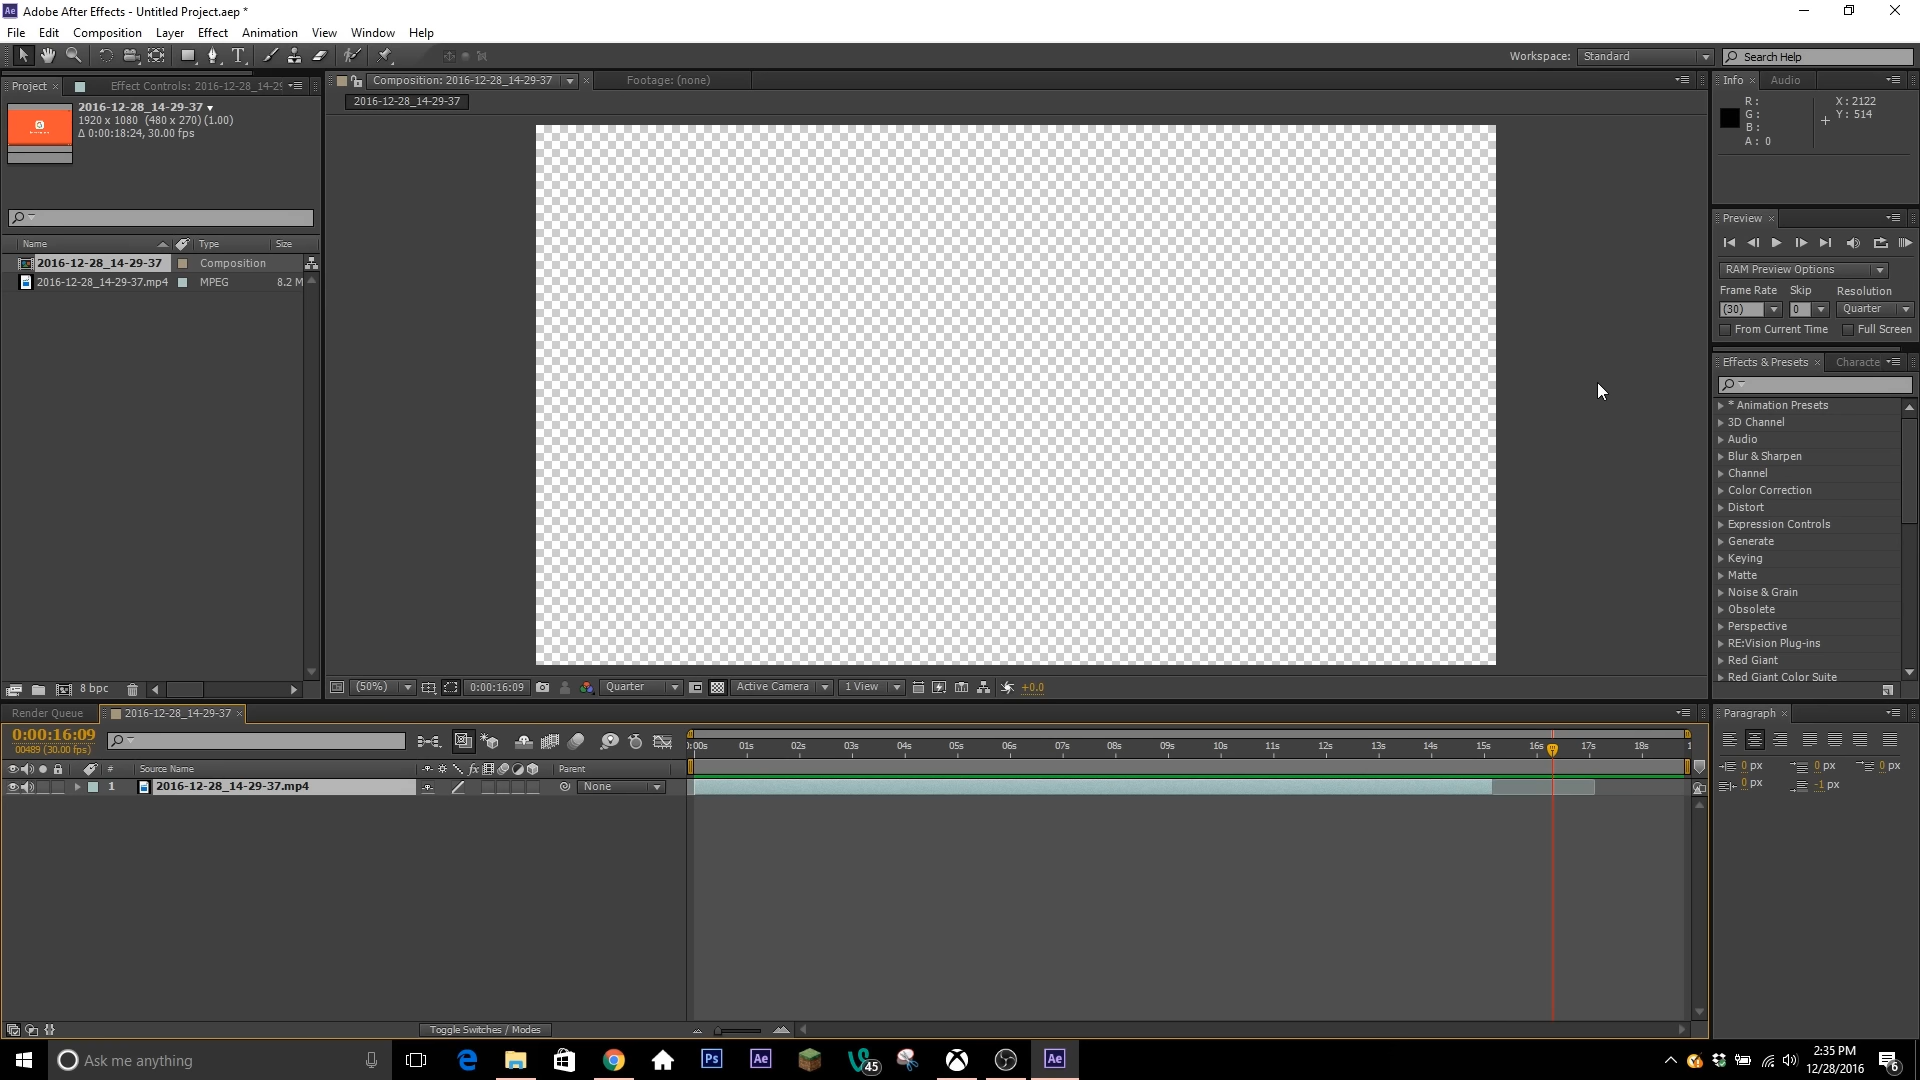 Adobe After Effects - Untitled Project.aep *
File Edit Composition Layer Effect Animation View Window Help
Workspace: Standard Search Help
Project Effect Controls: 2016-12-28_14-29
2016-12-28_14-29-37
1920 x 1080 (480 x 270) (1.00)
Δ 0:00:18:24, 30.00 fps
Name Type Size
2016-12-28_14-29-37 Composition
2016-12-28_14-29-37.mp4 MPEG 8.2 M
8 bpc
Composition: 2016-12-28_14-29-37 Footage: (none)
2016-12-28_14-29-37
(50%) 0:00:16:09 Quarter Active Camera 1 View +0.0
Info Audio
R :
G :
B :
A : 0
X : 2122
Y : 514
Preview
RAM Preview Options
Frame Rate Skip Resolution
(30) 0 Quarter
From Current Time Full Screen
Effects & Presets Characte
* Animation Presets
3D Channel
Audio
Blur & Sharpen
Channel
Color Correction
Distort
Expression Controls
Generate
Keying
Matte
Noise & Grain
Obsolete
Perspective
RE:Vision Plug-ins
Red Giant
Red Giant Color Suite
Render Queue 2016-12-28_14-29-37
0:00:16:09
00489 (30.00 fps)
):00s 01s 02s 03s 04s 05s 06s 07s 08s 09s 10s 11s 12s 13s 14s 15s 16s 17s 18s 1
# Source Name fx Parent
1 2016-12-28_14-29-37.mp4 None
Toggle Switches / Modes
Paragraph
0 px 0 px 0 px
0 px -1 px
Ask me anything
Ps Ae 45 Ae
2:35 PM
12/28/2016
6